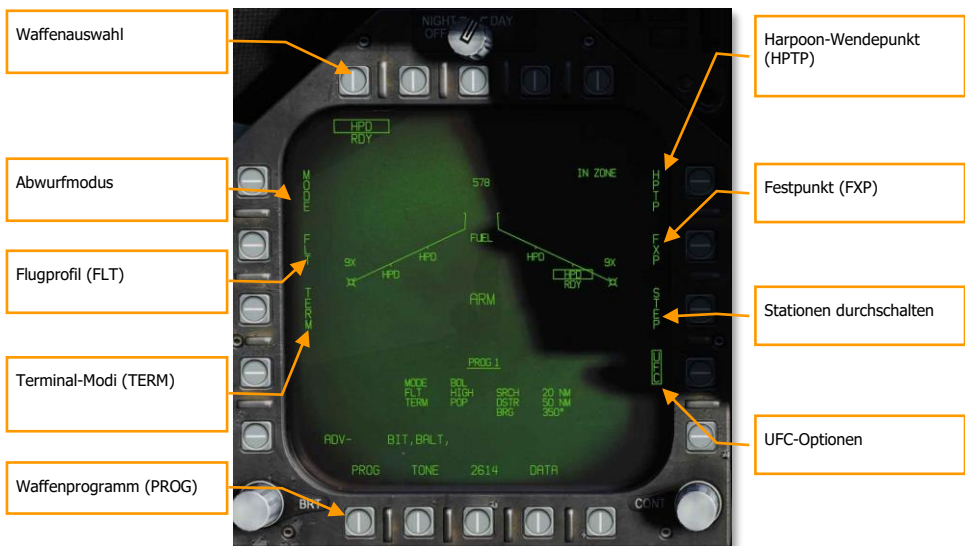 Waffenauswahl
Abwurfmodus
Flugprofil (FLT)
Terminal-Modi (TERM)
Waffenprogramm (PROG)
NIGHT DAY
OFF
HPD
RDY
MODE
FLT
TERM
578
IN ZONE
FUEL
9X HPD HPD HPD HPD 9X
RDY
ARM
PROG 1
MODE BOL
FLT HIGH SRCH 20 NM
TERM POP DSTR 50 NM
BRG 350°
ADV- BIT,BALT,
PROG TONE 2614 DATA
HPTP
FXP
STEP
UFC
BRT
CONT
Harpoon-Wendepunkt
(HPTP)
Festpunkt (FXP)
Stationen durchschalten
UFC-Optionen